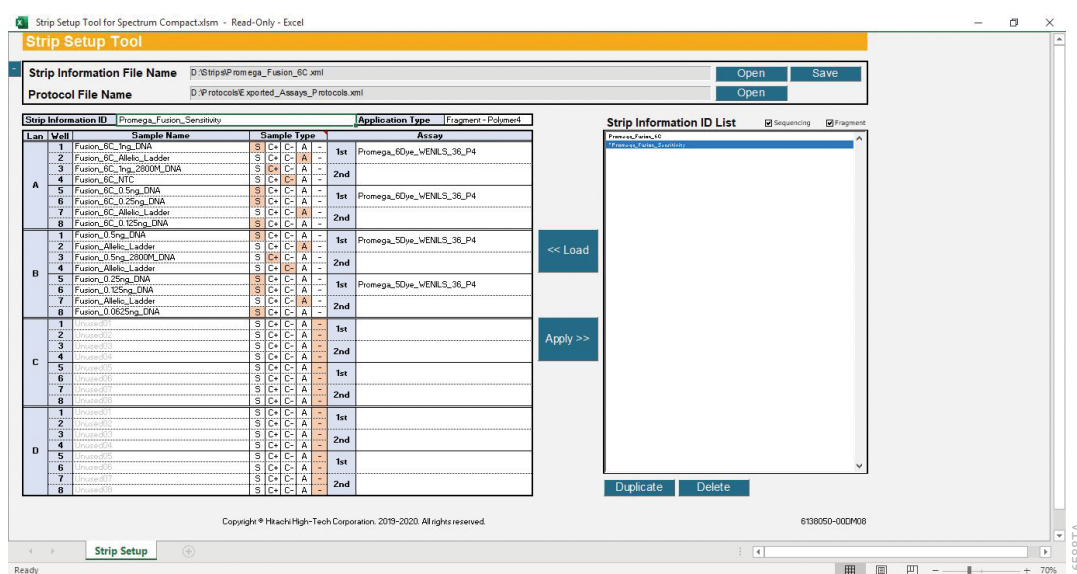 Strip Setup Tool for Spectrum Compact.xlsm - Read-Only - Excel
Strip Setup Tool
Strip Information File Name D:\Strips\Promega_Fusion_6C.xml Open Save
Protocol File Name D:\Protocols\Exported_Assays_Protocols.xml Open
Strip Information ID Promega_Fusion_Sensitivity Application Type Fragment-Polymer4
Strip Information ID List Sequencing Fragment
Lan Well Sample Name Sample Type Assay
Promega_Fusion_6C
*Promega_Fusion_Sensitivity
A
1 Fusion_6C_1ng_DNA S C+ C- A - 1st Promega_6Dye_WENILS_36_P4
2 Fusion_6C_Allelic_Ladder S C+ C- A -
3 Fusion_6C_1ng_2800M_DNA S C+ C- A - 2nd
4 Fusion_6C_NTC S C+ C- A -
5 Fusion_6C_0.5ng_DNA S C+ C- A - 1st Promega_6Dye_WENILS_36_P4
6 Fusion_6C_0.25ng_DNA S C+ C- A -
7 Fusion_6C_Allelic_Ladder S C+ C- A - 2nd
8 Fusion_6C_0.125ng_DNA S C+ C- A -
B
1 Fusion_0.5ng_DNA S C+ C- A - 1st Promega_5Dye_WENILS_36_P4
2 Fusion_Allelic_Ladder S C+ C- A -
3 Fusion_0.5ng_2800M_DNA S C+ C- A - 2nd
4 Fusion_Allelic_Ladder S C+ C- A -
5 Fusion_0.25ng_DNA S C+ C- A - 1st Promega_5Dye_WENILS_36_P4
6 Fusion_0.125ng_DNA S C+ C- A -
7 Fusion_Allelic_Ladder S C+ C- A - 2nd
8 Fusion_0.0625ng_DNA S C+ C- A -
<< Load
Apply >>
C
1 Unused01 S C+ C- A - 1st
2 Unused02 S C+ C- A -
3 Unused03 S C+ C- A - 2nd
4 Unused04 S C+ C- A -
5 Unused05 S C+ C- A - 1st
6 Unused06 S C+ C- A -
7 Unused07 S C+ C- A - 2nd
8 Unused08 S C+ C- A -
D
1 Unused01 S C+ C- A - 1st
2 Unused02 S C+ C- A -
3 Unused03 S C+ C- A - 2nd
4 Unused04 S C+ C- A -
5 Unused05 S C+ C- A - 1st
6 Unused06 S C+ C- A -
7 Unused07 S C+ C- A - 2nd
8 Unused08 S C+ C- A -
Duplicate Delete
Copyright © Hitachi High-Tech Corporation. 2019-2020. All rights reserved.
6138050-00DM08
Strip Setup
Ready 70%